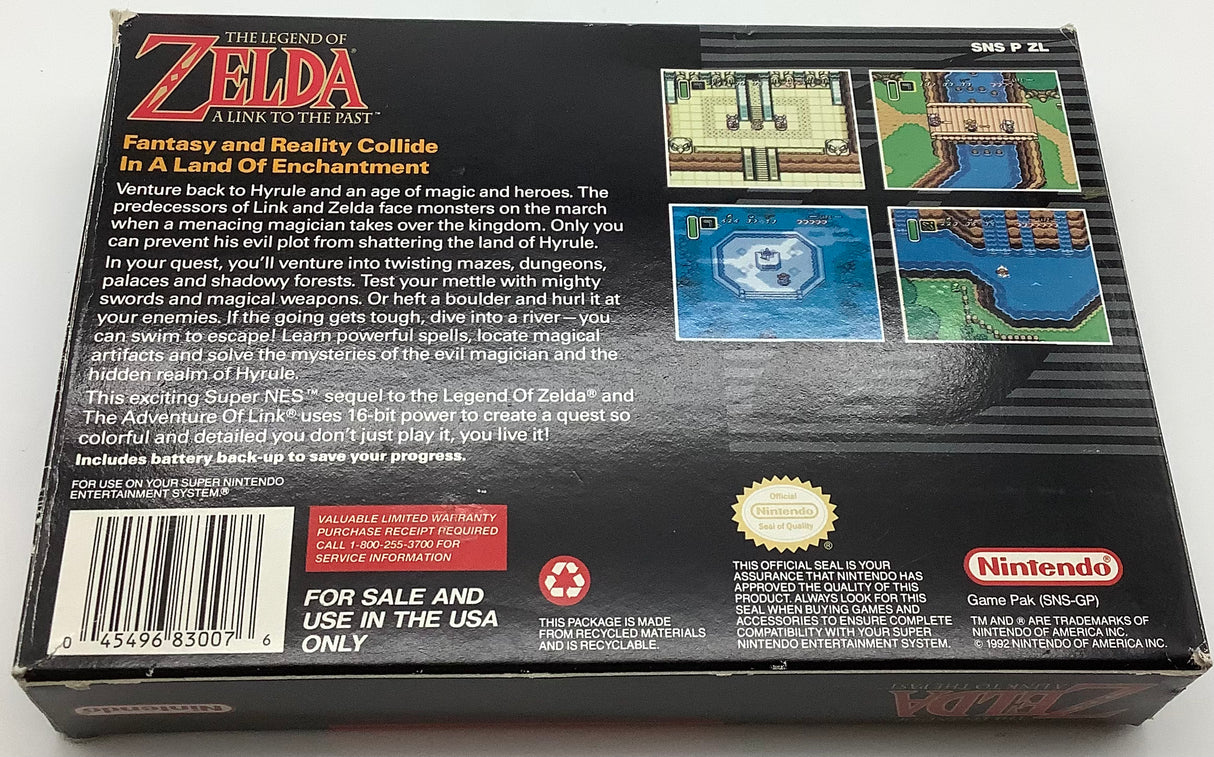 THE LEGEND OF
ZELDA®
A LINK TO THE PAST™
SNS P ZL
Fantasy and Reality Collide
In A Land Of Enchantment
Venture back to Hyrule and an age of magic and heroes. The
predecessors of Link and Zelda face monsters on the march
when a menacing magician takes over the kingdom. Only you
can prevent his evil plot from shattering the land of Hyrule.
In your quest, you'll venture into twisting mazes, dungeons,
palaces and shadowy forests. Test your mettle with mighty
swords and magical weapons. Or heft a boulder and hurl it at
your enemies. If the going gets tough, dive into a river—you
can swim to escape! Learn powerful spells, locate magical
artifacts and solve the mysteries of the evil magician and the
hidden realm of Hyrule.
This exciting Super NES™ sequel to the Legend Of Zelda® and
The Adventure Of Link® uses 16-bit power to create a quest so
colorful and detailed you don't just play it, you live it!
Includes battery back-up to save your progress.
FOR USE ON YOUR SUPER NINTENDO
ENTERTAINMENT SYSTEM.®
0 45496 83007 6
VALUABLE LIMITED WARRANTY
PURCHASE RECEIPT REQUIRED
CALL 1-800-255-3700 FOR
SERVICE INFORMATION
FOR SALE AND
USE IN THE USA
ONLY
THIS PACKAGE IS MADE
FROM RECYCLED MATERIALS
AND IS RECYCLABLE.
Official
Nintendo
Seal of Quality
®
THIS OFFICIAL SEAL IS YOUR
ASSURANCE THAT NINTENDO HAS
APPROVED THE QUALITY OF THIS
PRODUCT. ALWAYS LOOK FOR THIS
SEAL WHEN BUYING GAMES AND
ACCESSORIES TO ENSURE COMPLETE
COMPATIBILITY WITH YOUR SUPER
NINTENDO ENTERTAINMENT SYSTEM.
Nintendo®
Game Pak (SNS-GP)
TM AND ® ARE TRADEMARKS OF
NINTENDO OF AMERICA INC.
© 1992 NINTENDO OF AMERICA INC.
Nintendo
ZELDA
A LINK TO THE PAST